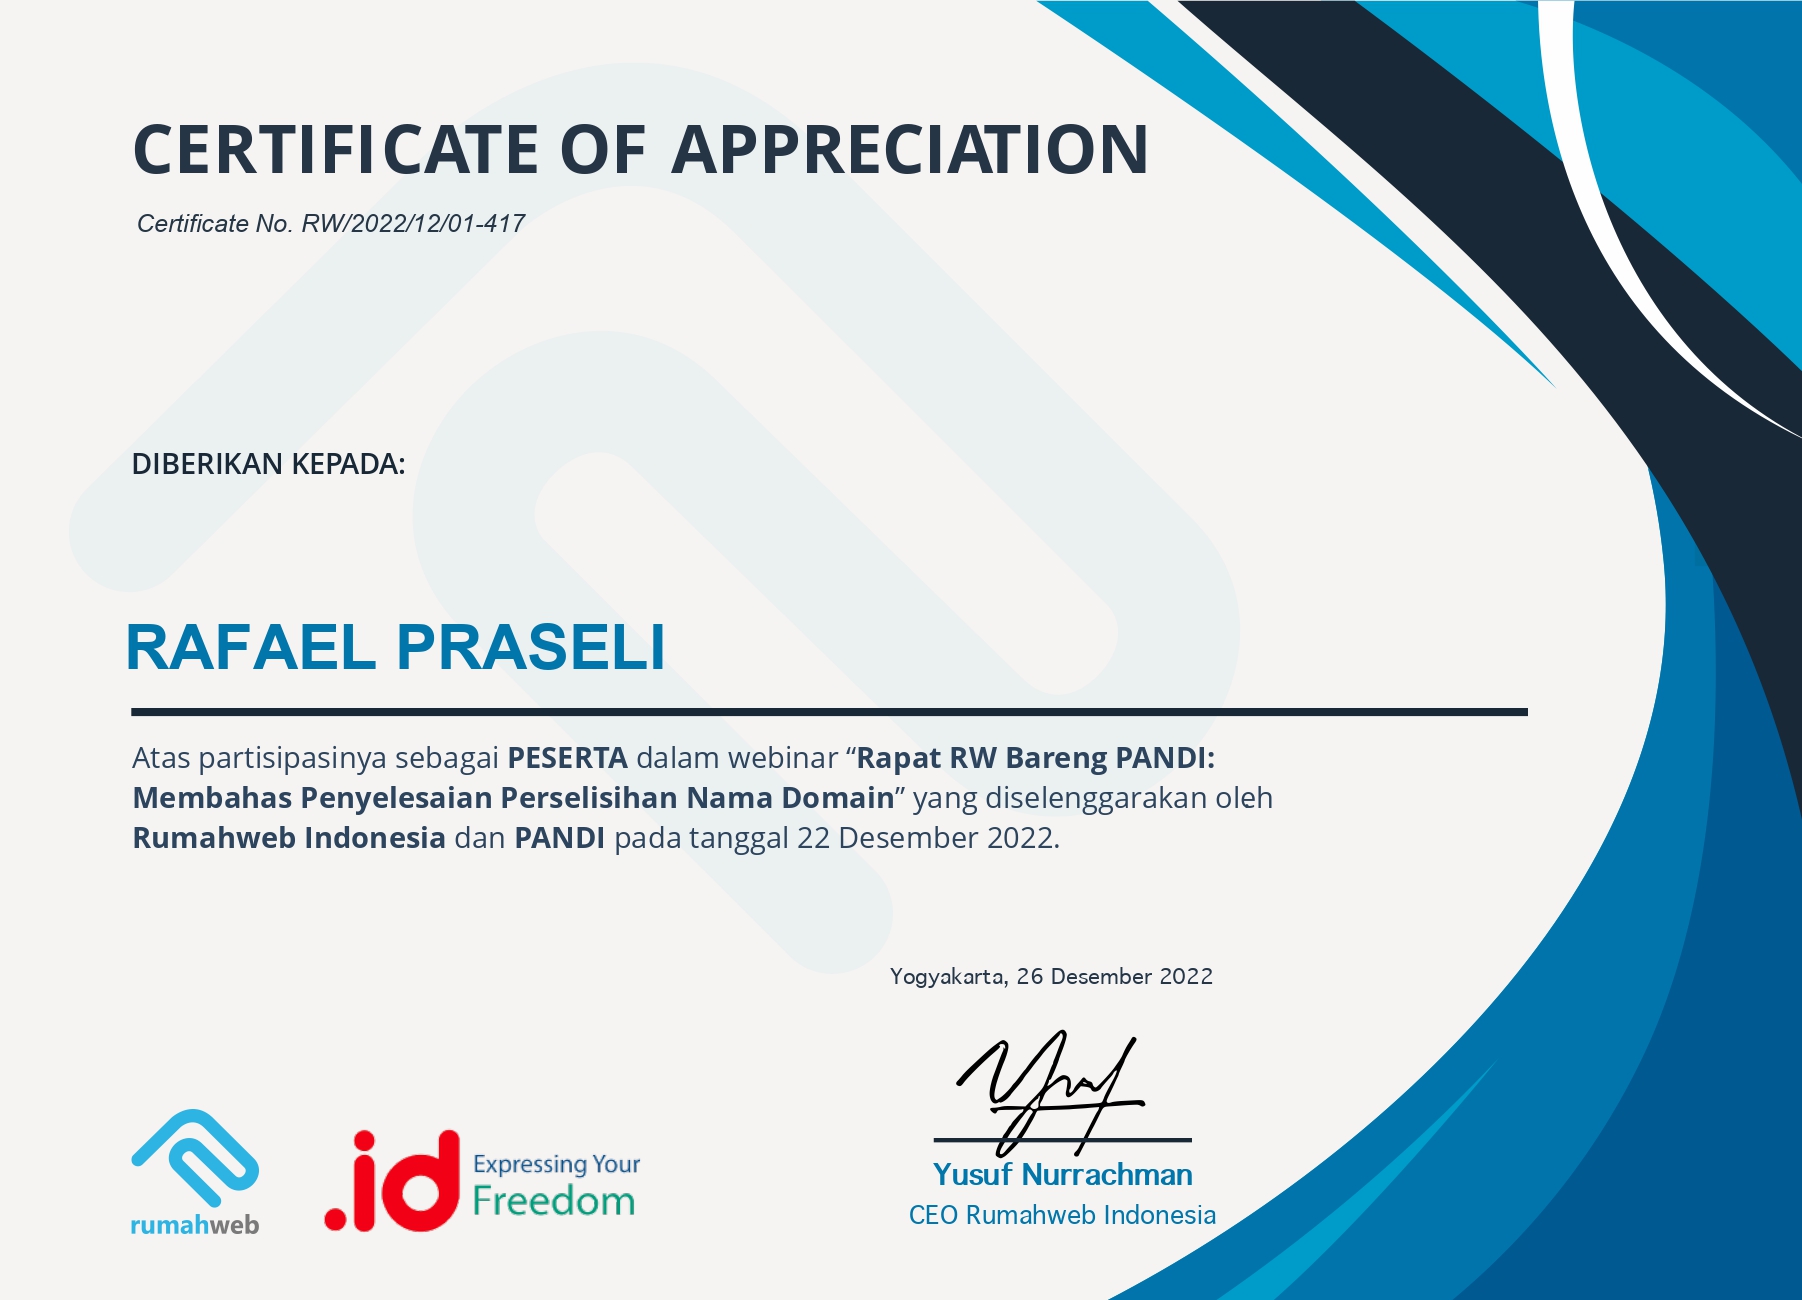 CERTIFICATE OF APPRECIATION
Certificate No. RW/2022/12/01-417
DIBERIKAN KEPADA:
RAFAEL PRASELI
Atas partisipasinya sebagai PESERTA dalam webinar “Rapat RW Bareng PANDI:
Membahas Penyelesaian Perselisihan Nama Domain” yang diselenggarakan oleh
Rumahweb Indonesia dan PANDI pada tanggal 22 Desember 2022.
Yogyakarta, 26 Desember 2022
Yusuf Nurrachman
CEO Rumahweb Indonesia
rumahweb
.id Expressing Your
Freedom